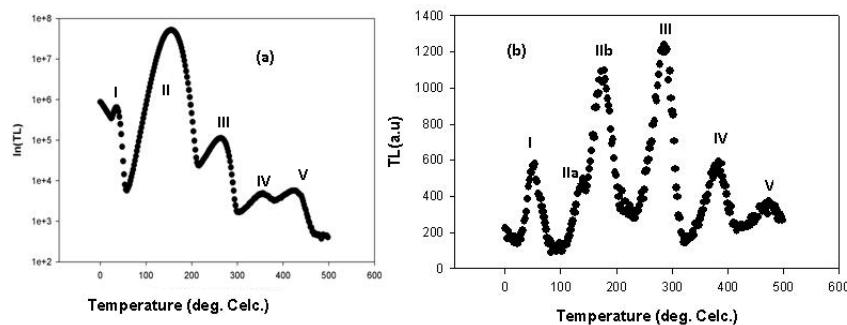 1e+8
1e+7
1e+6
1e+5
1e+4
1e+3
1e+2
ln(TL)
I
II
III
IV
V
(a)
0 100 200 300 400 500 600
Temperature (deg. Celc.)
1400
1200
1000
800
600
400
200
0
TL(a.u)
(b)
I
IIa
IIb
III
IV
V
0 100 200 300 400 500 600
Temperature (deg. Celc.)